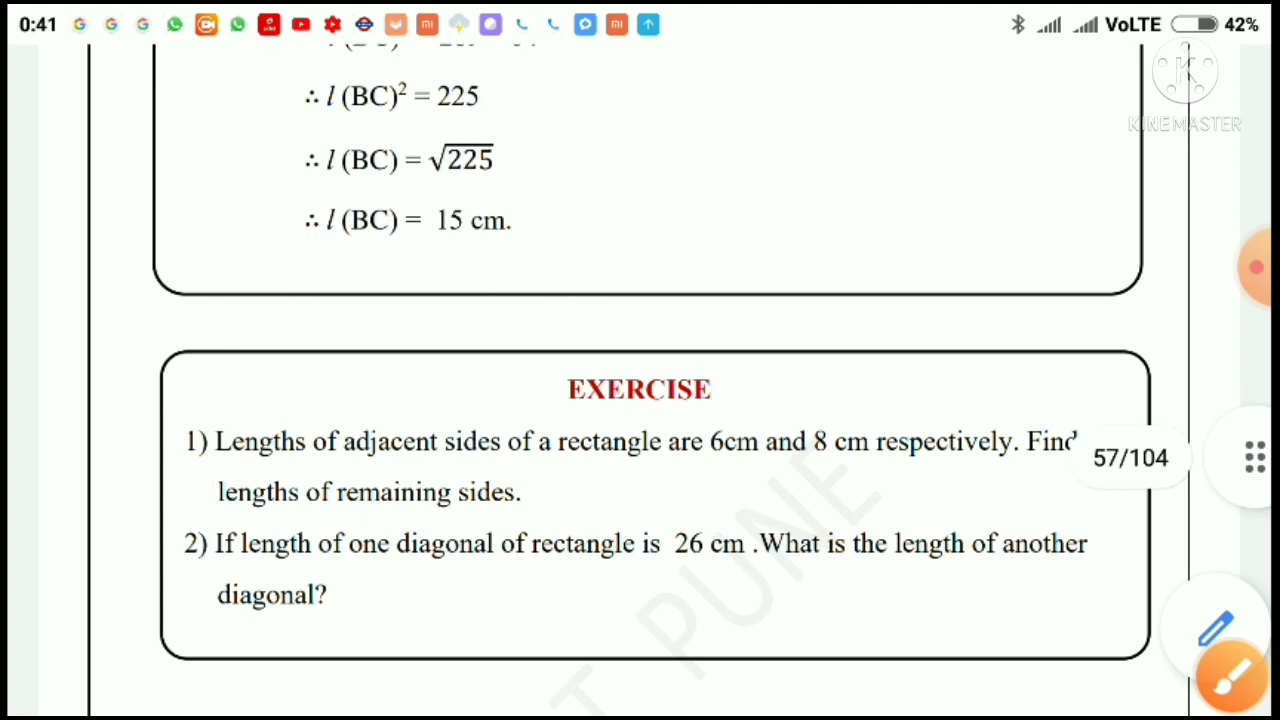 0:41
VoLTE 42%
∴ l (BC)² = 225
∴ l (BC) = √225
∴ l (BC) = 15 cm.
KINEMASTER
EXERCISE
1) Lengths of adjacent sides of a rectangle are 6cm and 8 cm respectively. Find
57/104
lengths of remaining sides.
2) If length of one diagonal of rectangle is 26 cm .What is the length of another
diagonal?
PUNE